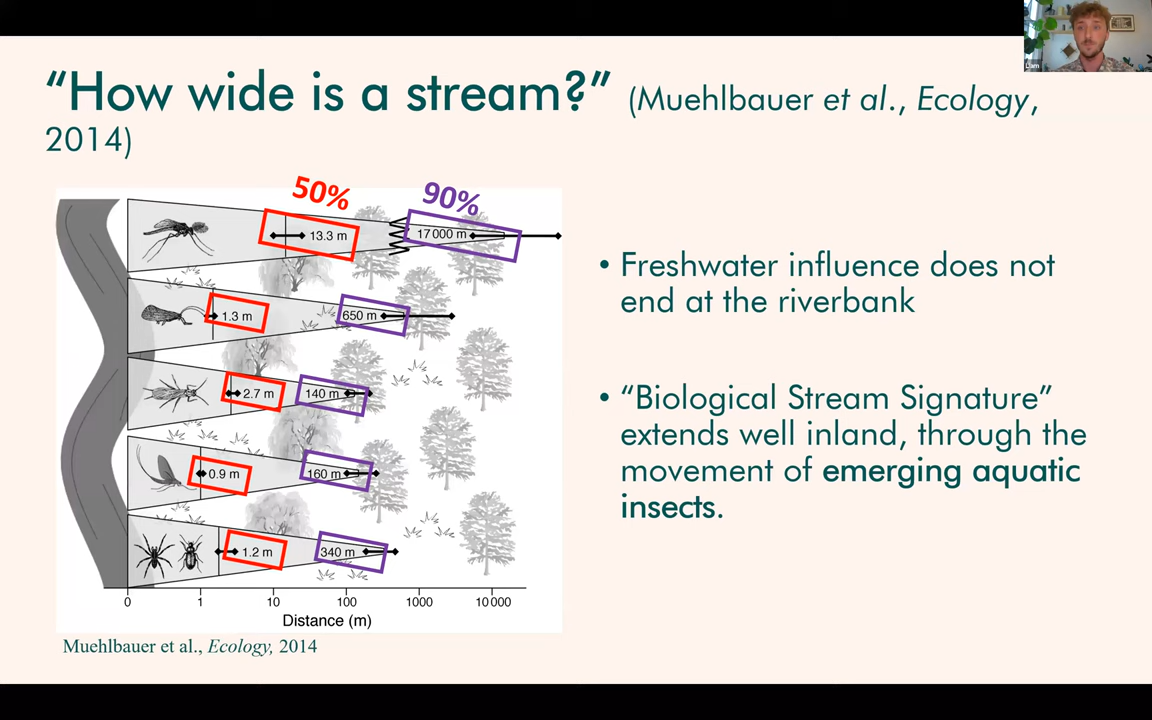 “How wide is a stream?” (Muehlbauer et al., Ecology,
2014)
50%
90%
13.3 m
17 000 m
1.3 m
650 m
2.7 m
140 m
0.9 m
160 m
1.2 m
340 m
0 1 10 100 1000 10 000
Distance (m)
Muehlbauer et al., Ecology, 2014
• Freshwater influence does not
end at the riverbank
• “Biological Stream Signature”
extends well inland, through the
movement of emerging aquatic
insects.